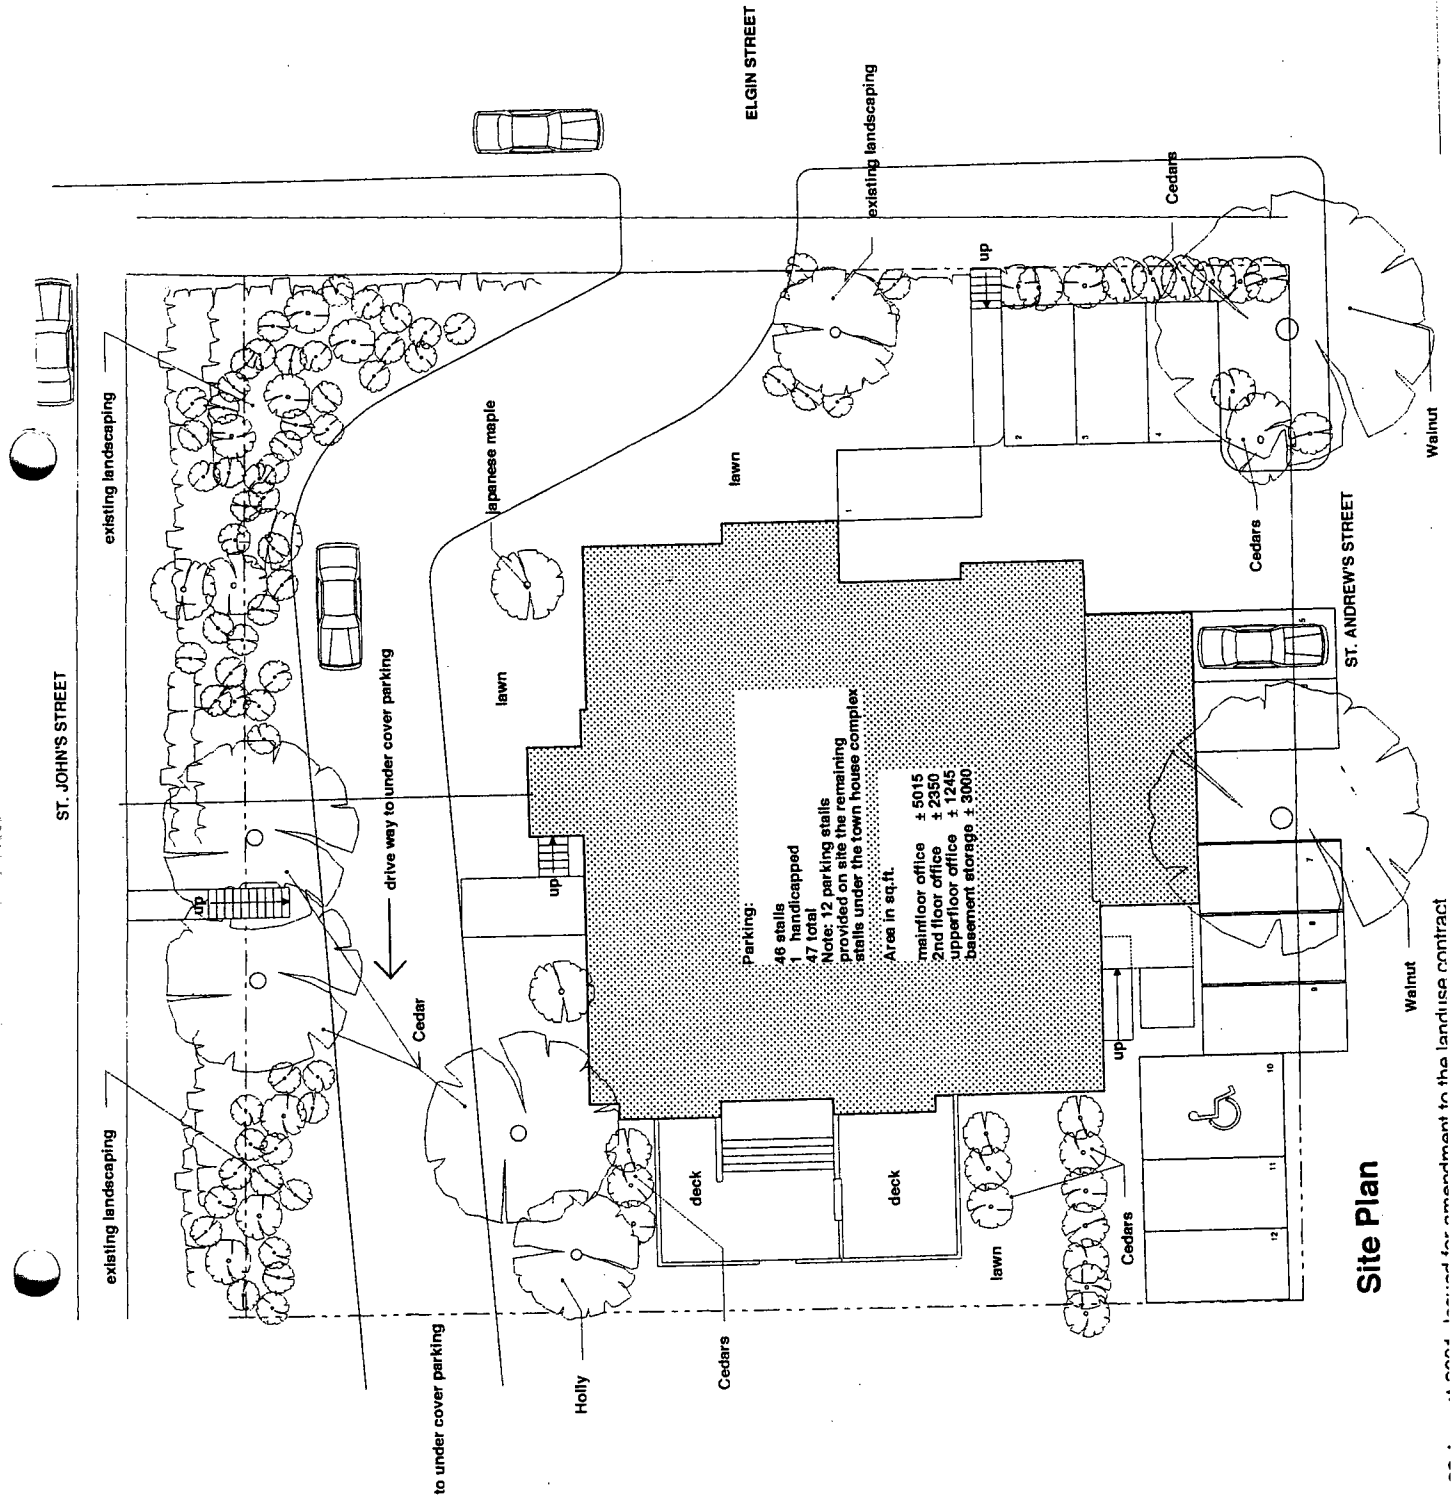 ELGIN STREET
ST. JOHN'S STREET
existing landscaping
existing landscaping
existing landscaping
Cedars
up
japanese maple
lawn
lawn
drive way to under cover parking
up
up
Cedar
to under cover parking
Holly
Cedars
deck
deck
lawn
Cedars
up
Parking:
46 stalls
1 handicapped
47 total
Note: 12 parking stalls
provided on site the remaining
stalls under the town house complex
Area in sq.ft.
mainfloor office ± 5015
2nd floor office ± 2350
upperfloor office ± 1245
basement storage ± 3000
1
2
3
4
5
7
8
9
10
11
12
Cedars
Walnut
Walnut
ST. ANDREW'S STREET
Site Plan
issued for amendment to the landuse contract